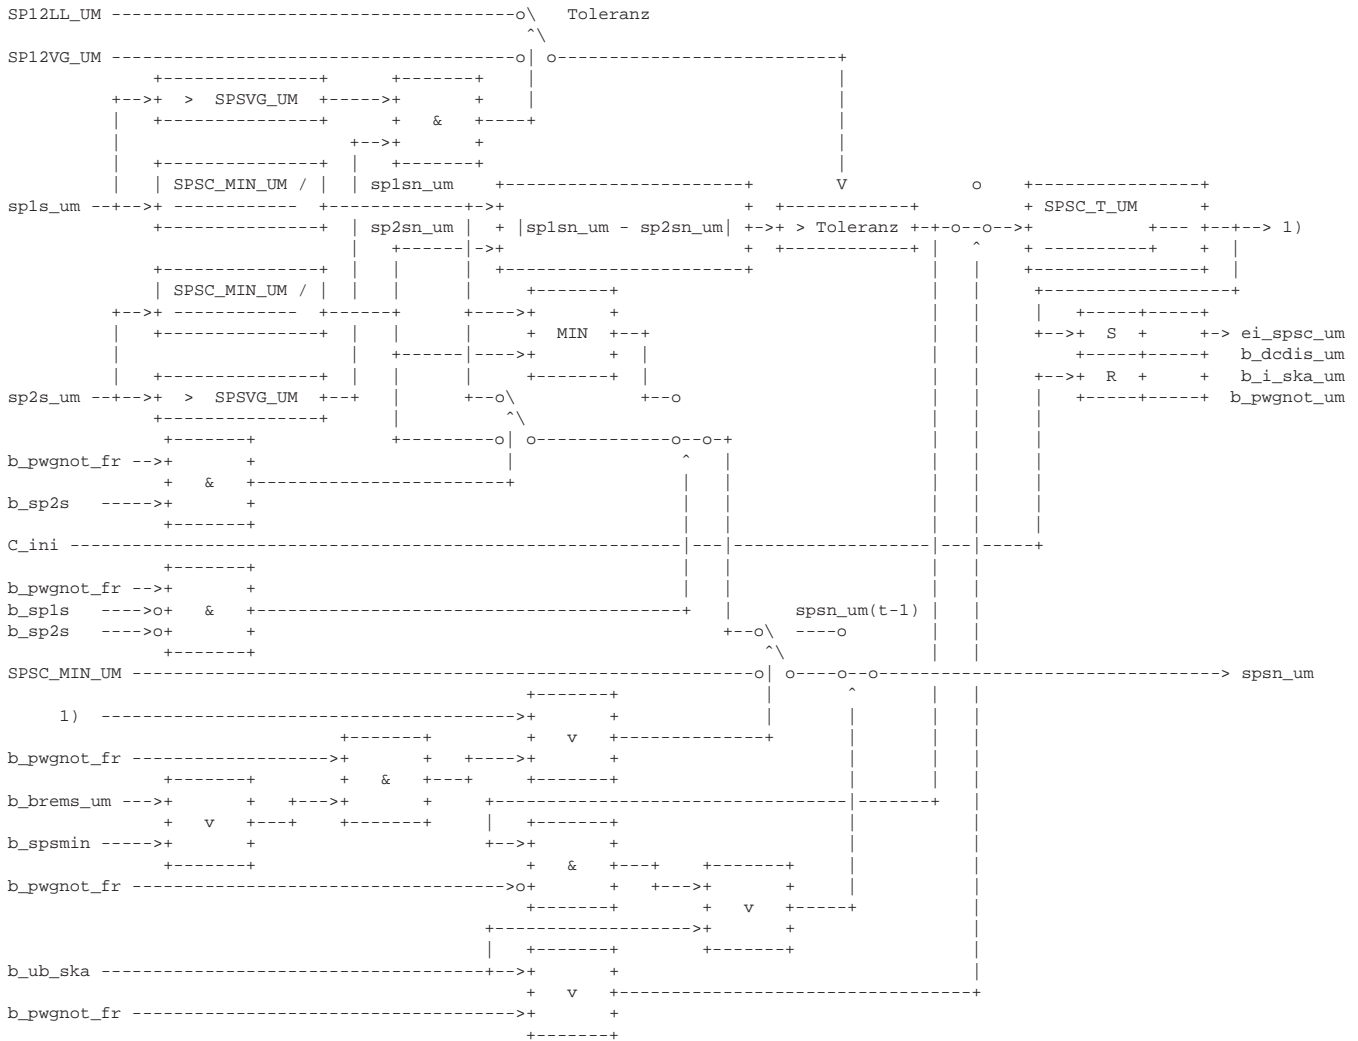 SP12LL_UM Toleranz
SP12VG_UM
> SPSVG_UM
&
SPSC_MIN_UM / sp1sn_um V
sp1s_um SPSC_T_UM
sp2sn_um |sp1sn_um - sp2sn_um| > Toleranz 1)
SPSC_MIN_UM /
MIN S ei_spsc_um
b_dcdis_um
R b_i_ska_um
sp2s_um > SPSVG_UM b_pwgnot_um
b_pwgnot_fr
&
b_sp2s
C_ini
b_pwgnot_fr
b_sp1s & spsn_um(t-1)
b_sp2s
SPSC_MIN_UM spsn_um
1)
v
b_pwgnot_fr
&
b_brems_um
v
b_spsmin
&
b_pwgnot_fr
v
b_ub_ska
v
b_pwgnot_fr